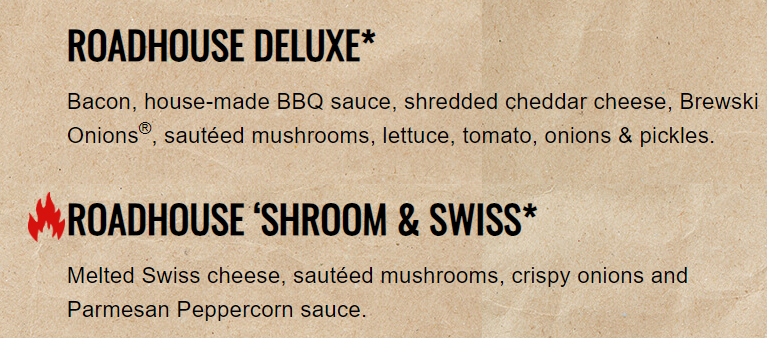 ROADHOUSE DELUXE*
Bacon, house-made BBQ sauce, shredded cheddar cheese, Brewski
Onions®, sautéed mushrooms, lettuce, tomato, onions & pickles.
ROADHOUSE ‘SHROOM & SWISS*
Melted Swiss cheese, sautéed mushrooms, crispy onions and
Parmesan Peppercorn sauce.